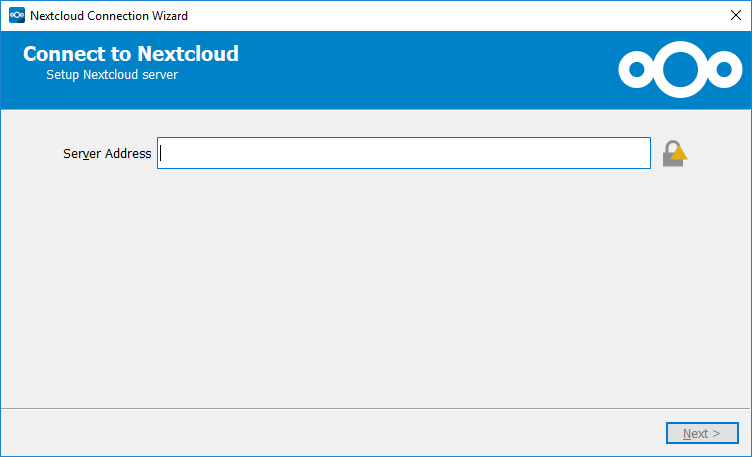 Nextcloud Connection Wizard
Connect to Nextcloud
Setup Nextcloud server
Server Address
Next >